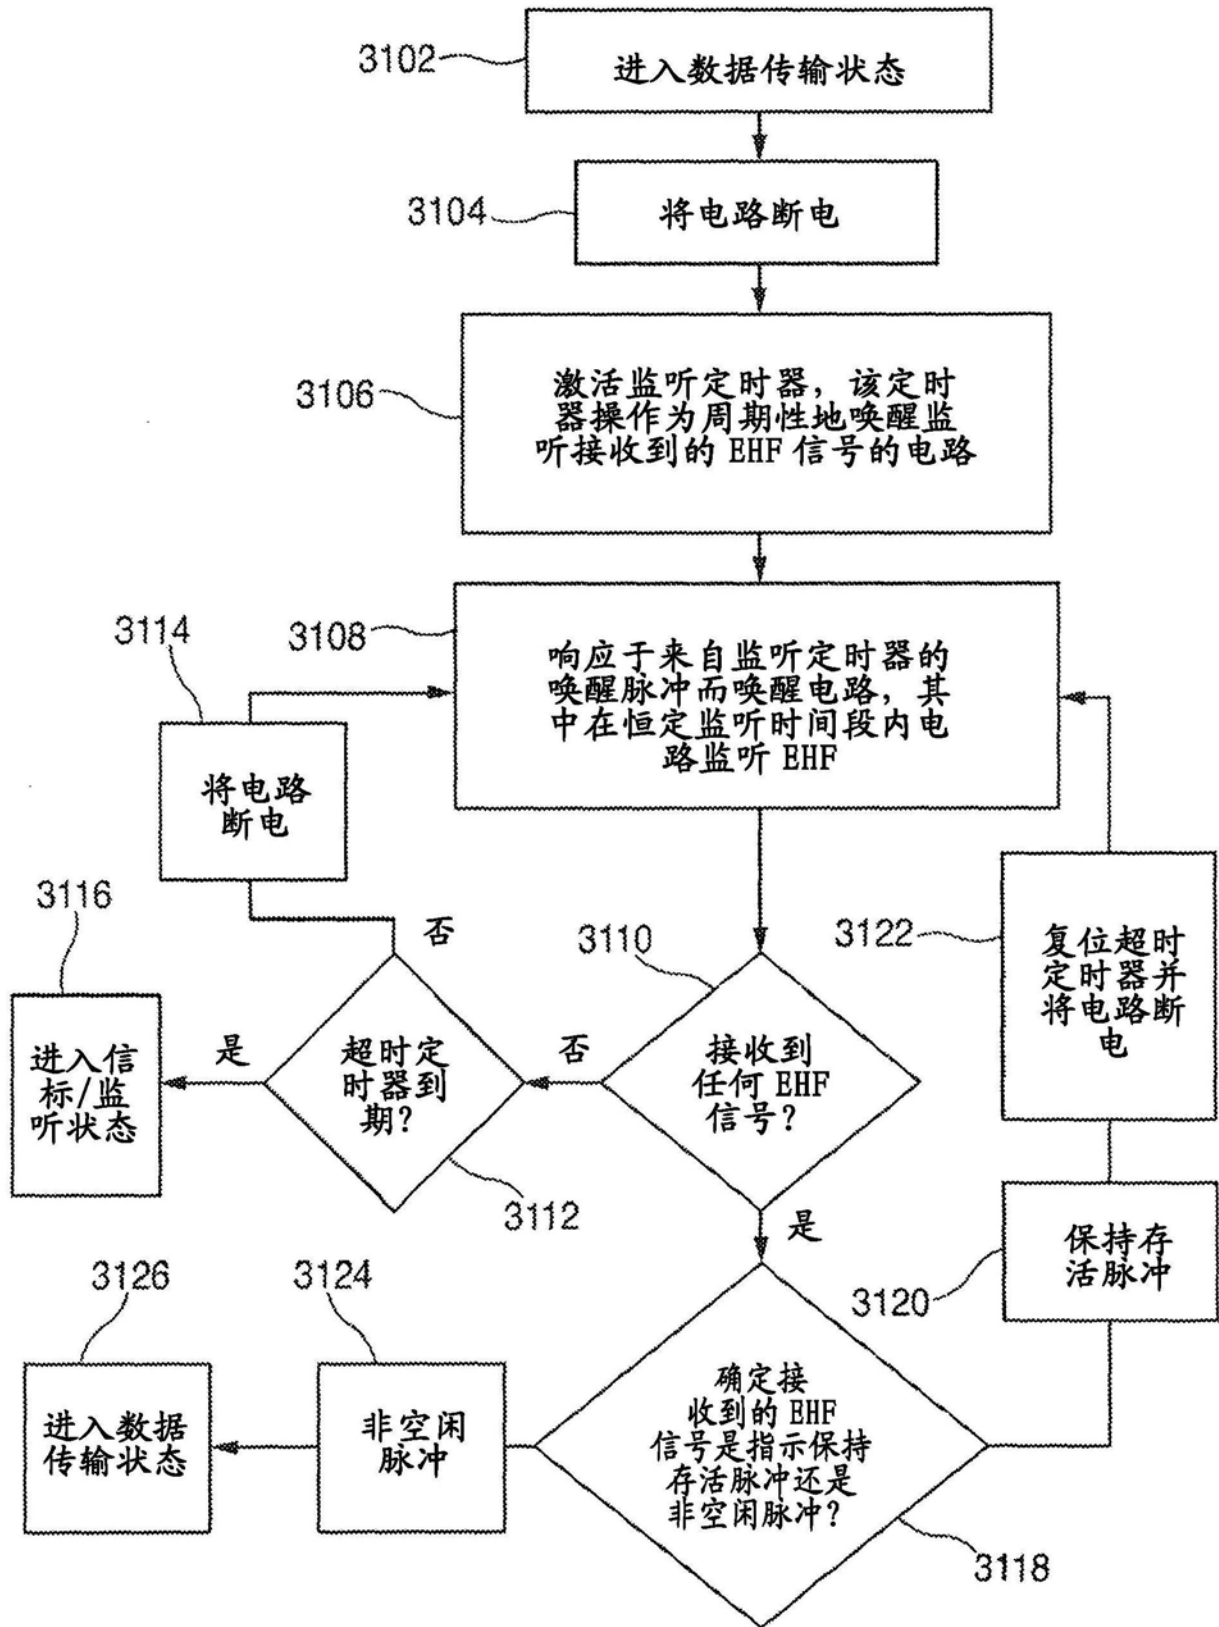 3102
进入数据传输状态
3104
将电路断电
3106
激活监听定时器，该定时
器操作为周期性地唤醒监
听接收到的 EHF 信号的电路
3108
响应于来自监听定时器的
唤醒脉冲而唤醒电路，其
中在恒定监听时间段内电
路监听 EHF
3114
将电路
断电
3116
进入信
标/监
听状态
是
否
超时定
时器到
期?
3112
否
3110
接收到
任何 EHF
信号?
是
3122
复位超时
定时器并
将电路断
电
3120
保持存
活脉冲
3126
进入数据
传输状态
3124
非空闲
脉冲
确定接
收到的 EHF
信号是指示保持
存活脉冲还是
非空闲脉冲?
3118